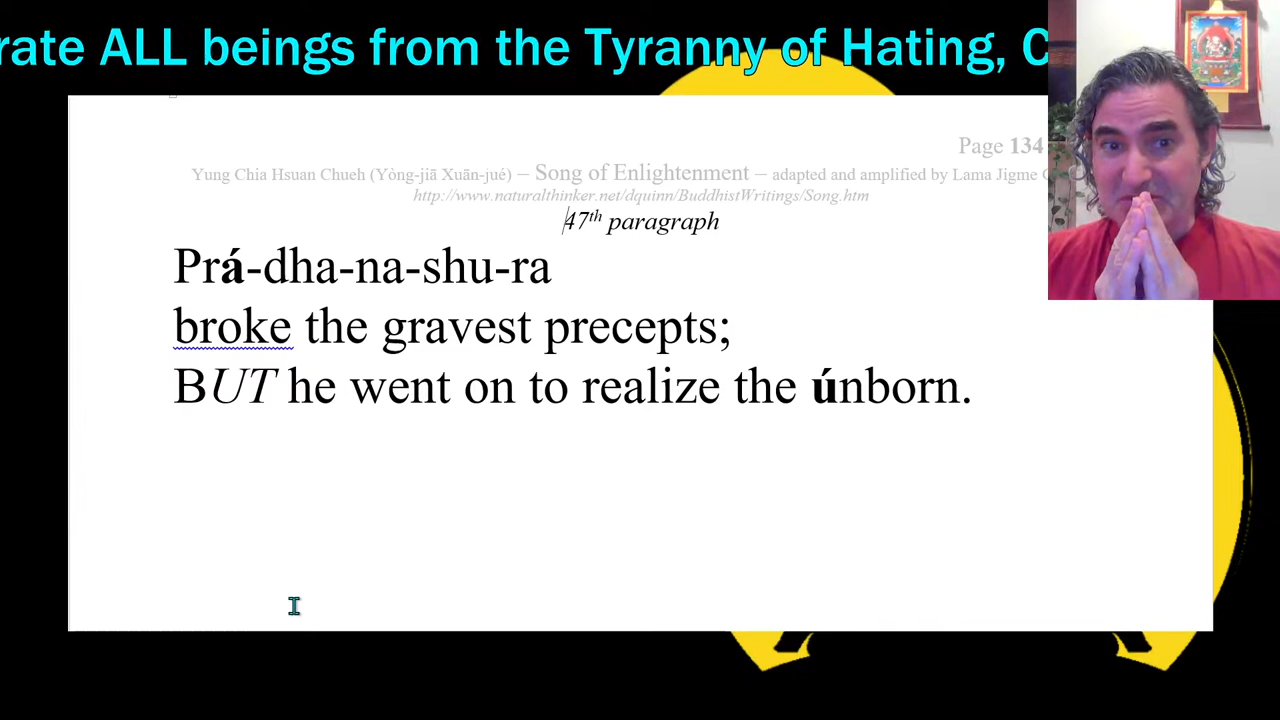 rate ALL beings from the Tyranny of Hating, C
Page 134
Yung Chia Hsuan Chueh (Yòng-jiā Xuān-jué) – Song of Enlightenment – adapted and amplified by Lama Jigme
http://www.naturalthinker.net/dquinn/BuddhistWritings/Song.htm
47th paragraph
Prá-dha-na-shu-ra
broke the gravest precepts;
BUT he went on to realize the únborn.